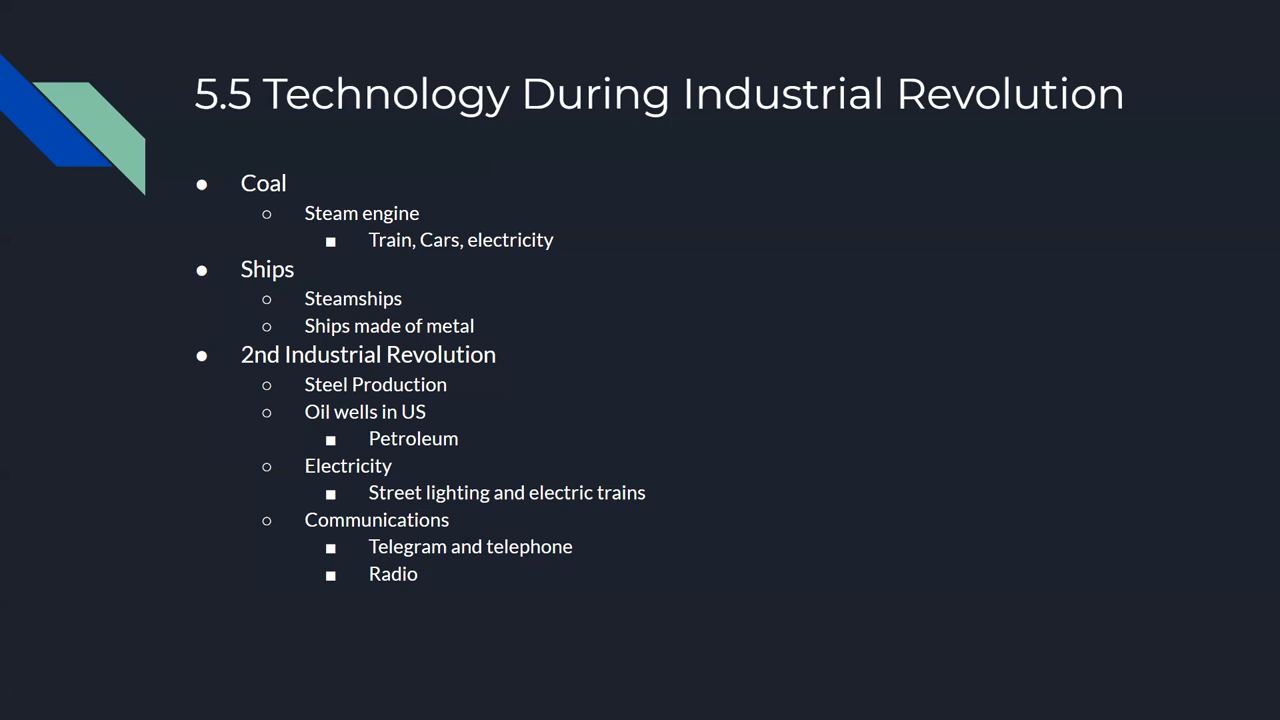 5.5 Technology During Industrial Revolution
● Coal
○ Steam engine
■ Train, Cars, electricity
● Ships
○ Steamships
○ Ships made of metal
● 2nd Industrial Revolution
○ Steel Production
○ Oil wells in US
■ Petroleum
○ Electricity
■ Street lighting and electric trains
○ Communications
■ Telegram and telephone
■ Radio